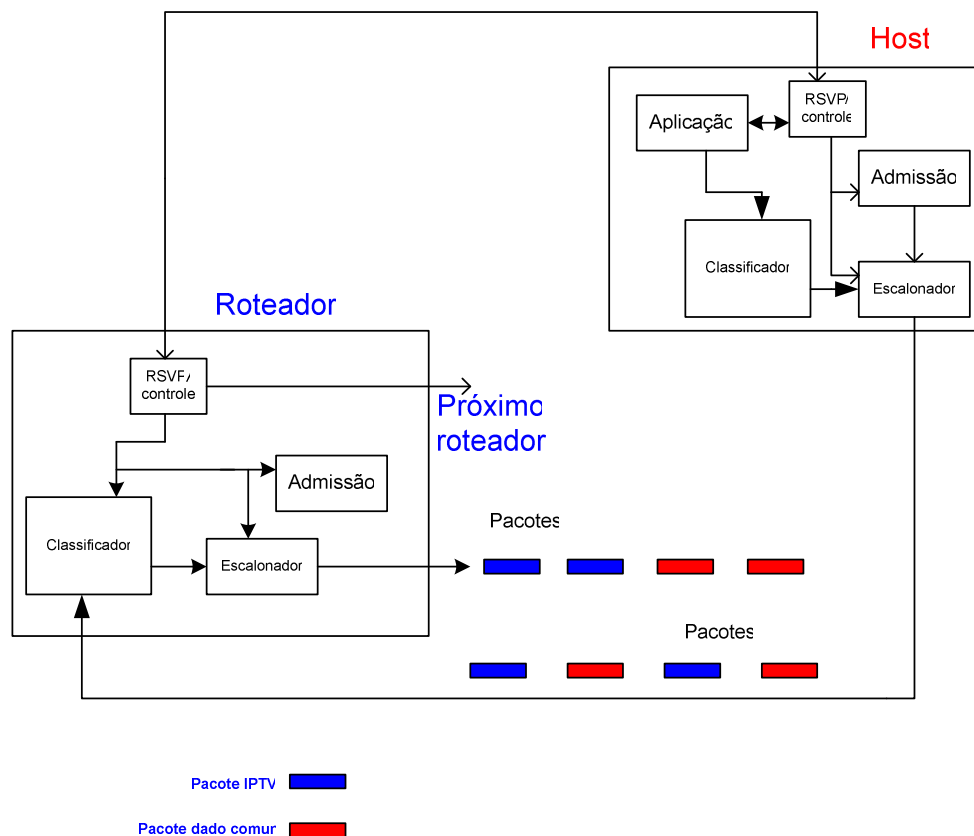 Host
RSVP/
controle
Aplicação
Admissão
Classificador
Escalonador
Roteador
RSVP/
controle
Próximo
roteador
Admissão
Classificador
Escalonador
Pacotes
Pacotes
Pacote IPTV
Pacote dado comum